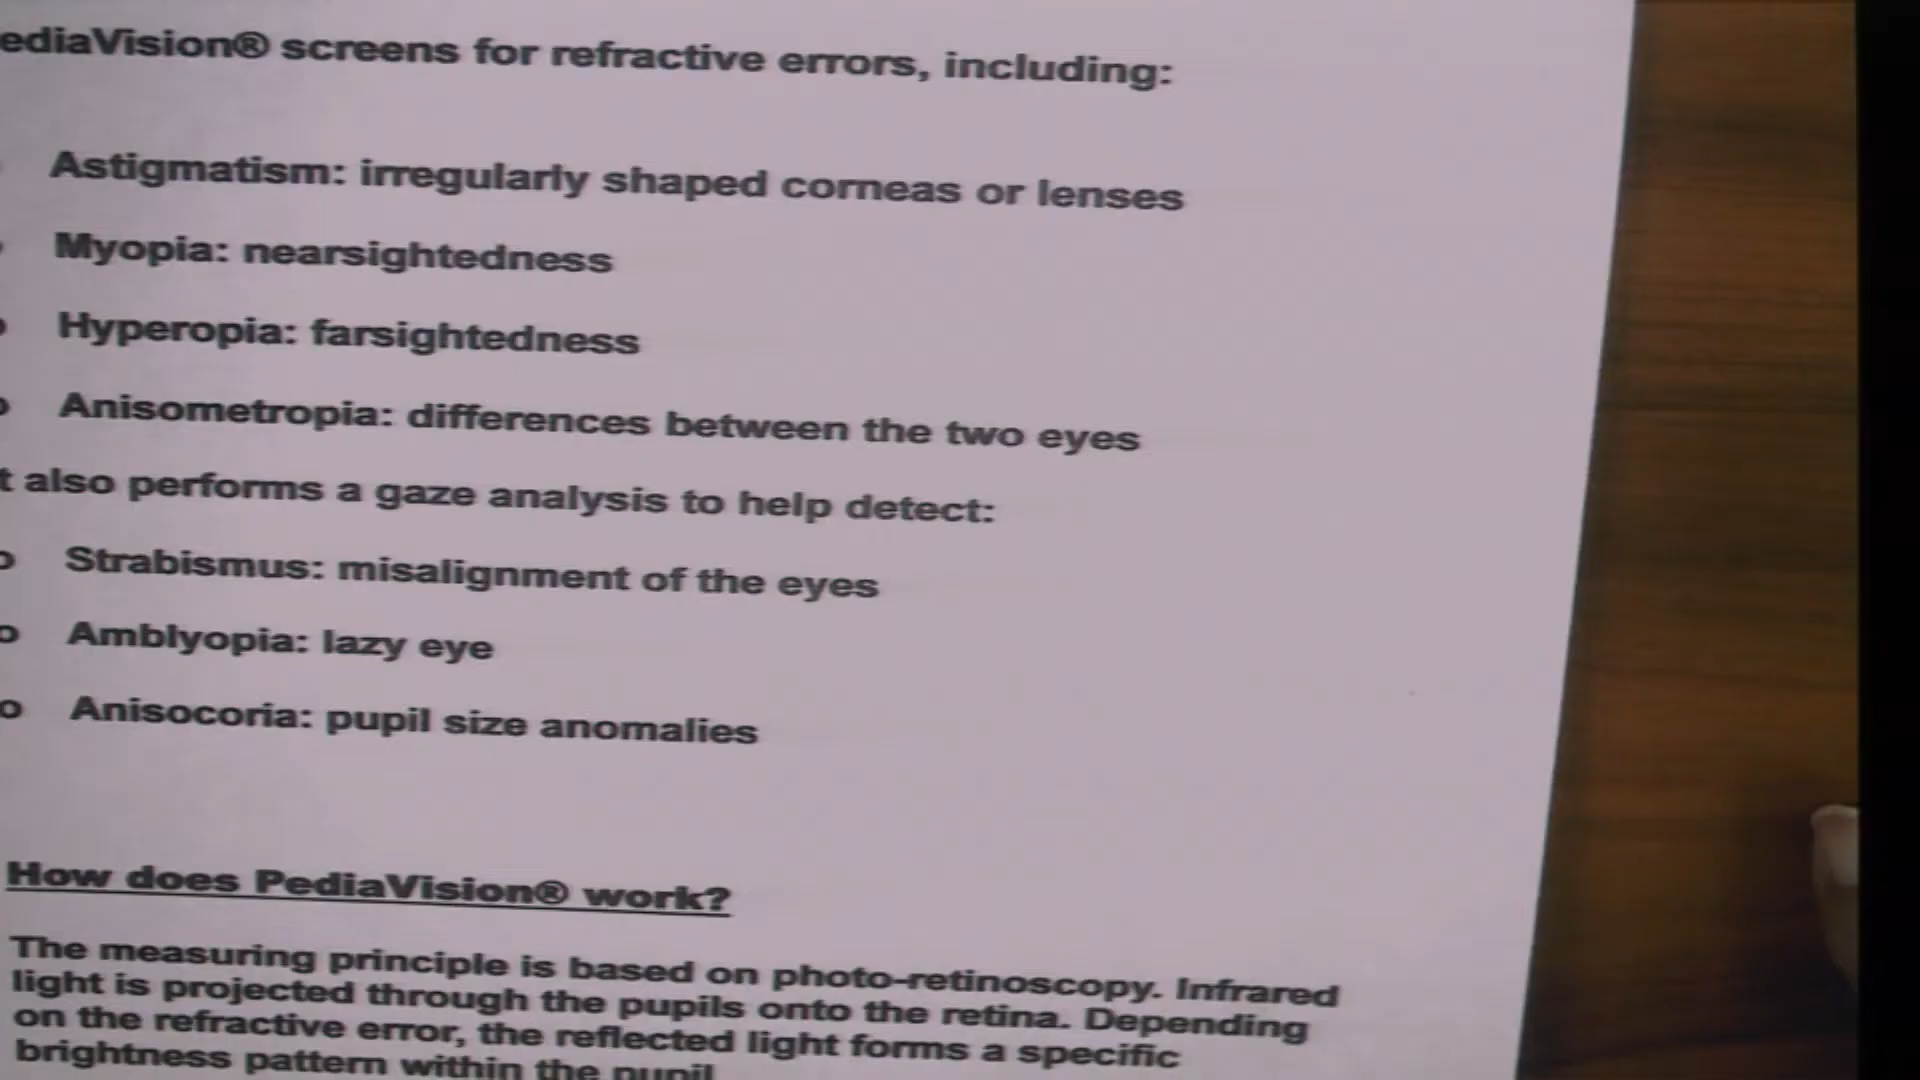 ediaVision® screens for refractive errors, including:
Astigmatism: irregularly shaped corneas or lenses
Myopia: nearsightedness
o Hyperopia: farsightedness
o Anisometropia: differences between the two eyes
t also performs a gaze analysis to help detect:
o Strabismus: misalignment of the eyes
o Amblyopia: lazy eye
o Anisocoria: pupil size anomalies
How does PediaVision® work?
The measuring principle is based on photo-retinoscopy. Infrared
light is projected through the pupils onto the retina. Depending
on the refractive error, the reflected light forms a specific
brightness pattern within the pupil